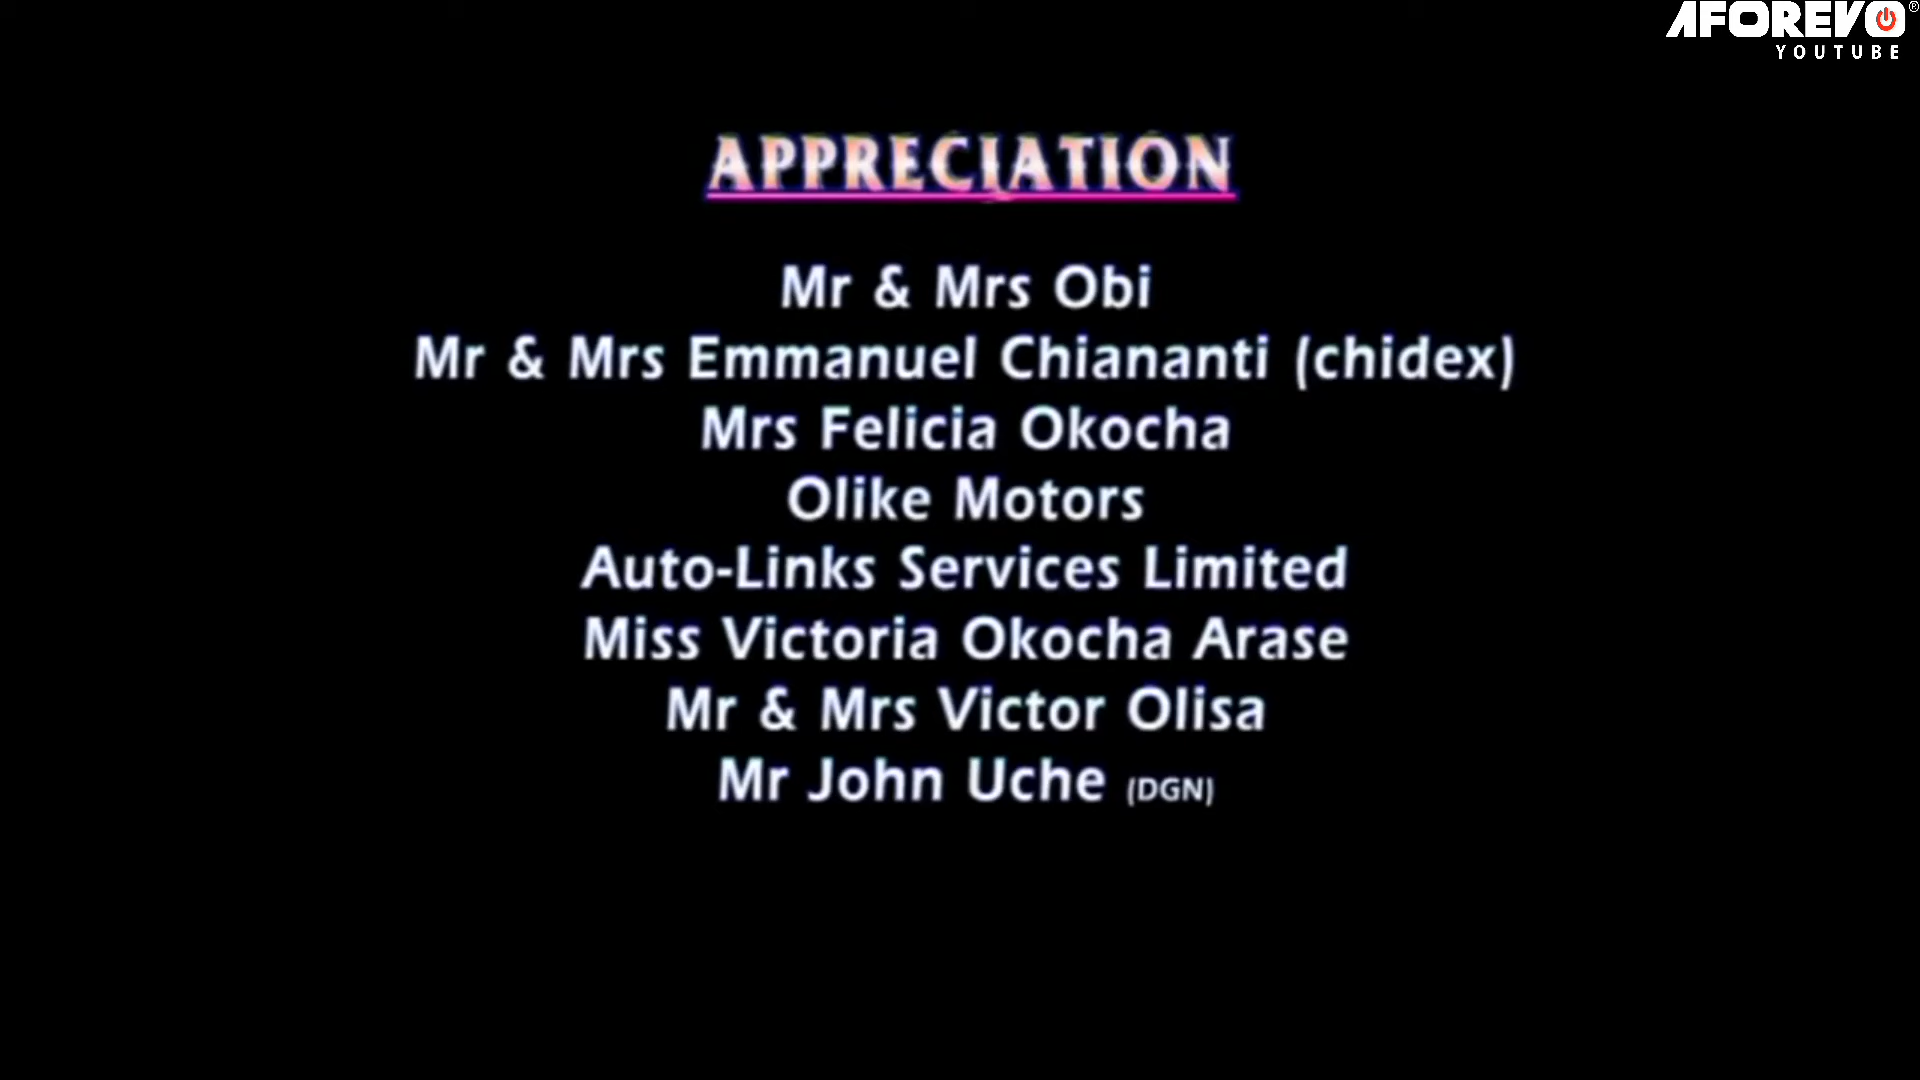 AFOREVO®
YOUTUBE
APPRECIATION
Mr & Mrs Obi
Mr & Mrs Emmanuel Chiananti (chidex)
Mrs Felicia Okocha
Olike Motors
Auto-Links Services Limited
Miss Victoria Okocha Arase
Mr & Mrs Victor Olisa
Mr John Uche (DGN)